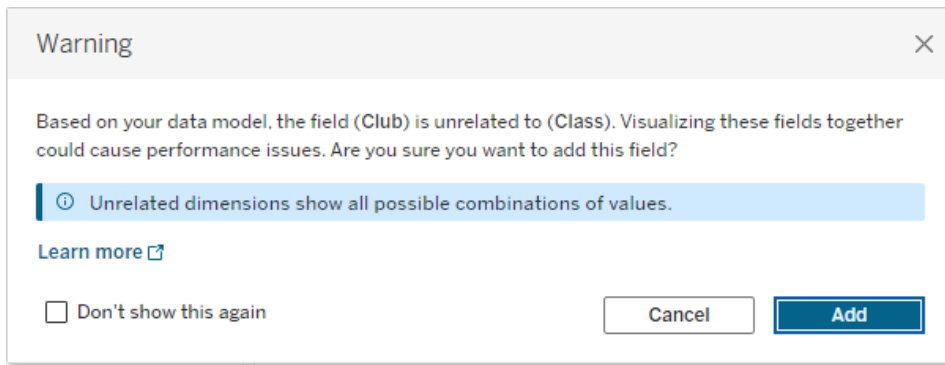 Warning
Based on your data model, the field (Club) is unrelated to (Class). Visualizing these fields together
could cause performance issues. Are you sure you want to add this field?
Unrelated dimensions show all possible combinations of values.
Learn more
Don't show this again
Cancel
Add